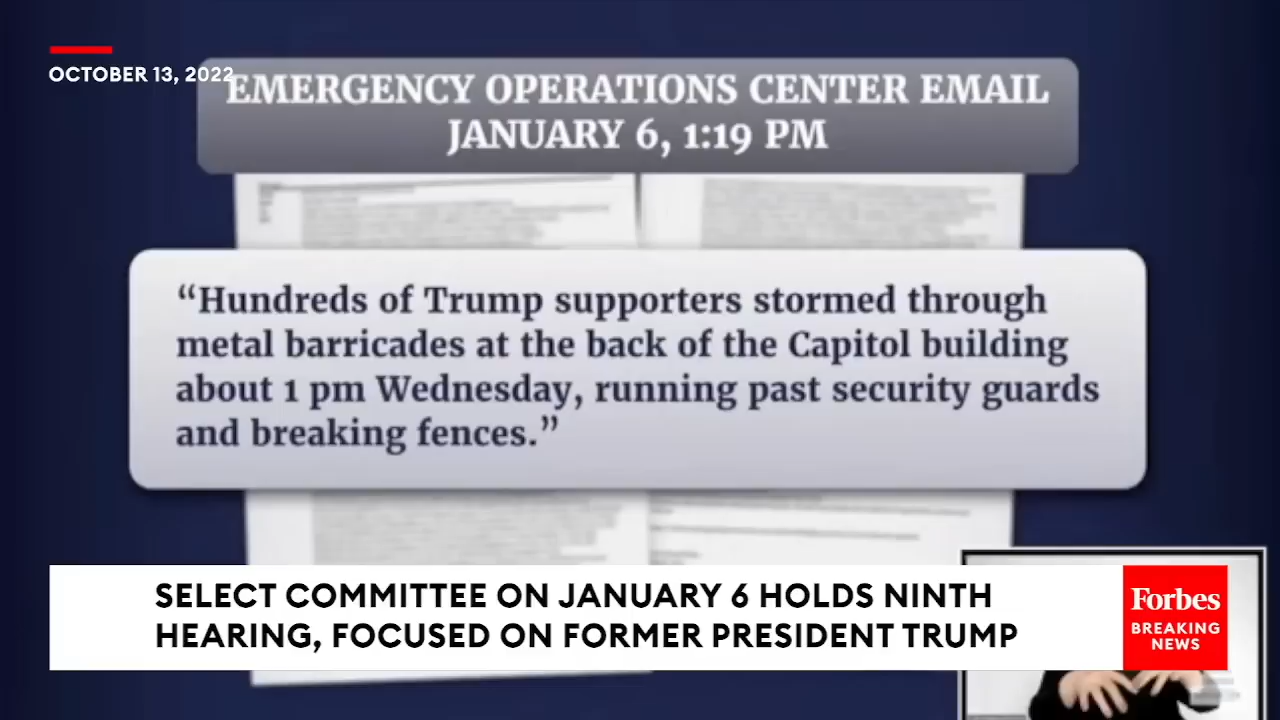 OCTOBER 13, 2022
EMERGENCY OPERATIONS CENTER EMAIL
JANUARY 6, 1:19 PM
“Hundreds of Trump supporters stormed through
metal barricades at the back of the Capitol building
about 1 pm Wednesday, running past security guards
and breaking fences.”
SELECT COMMITTEE ON JANUARY 6 HOLDS NINTH
HEARING, FOCUSED ON FORMER PRESIDENT TRUMP
Forbes
BREAKING
NEWS